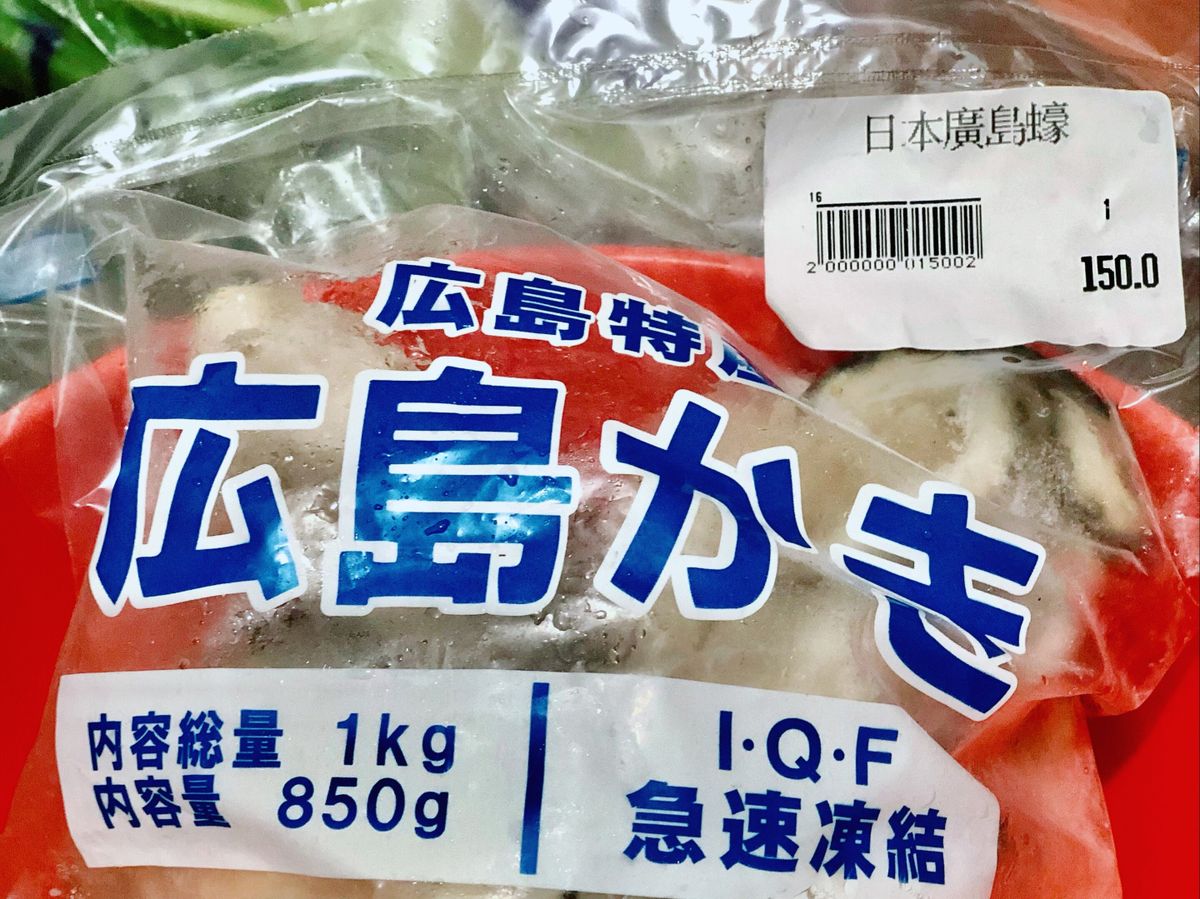 日本廣島蠔
16
1
2 000000 015002
150.0
広島特
広島かき
内容総量 1kg
内容量 850g
I·Q·F
急速凍結